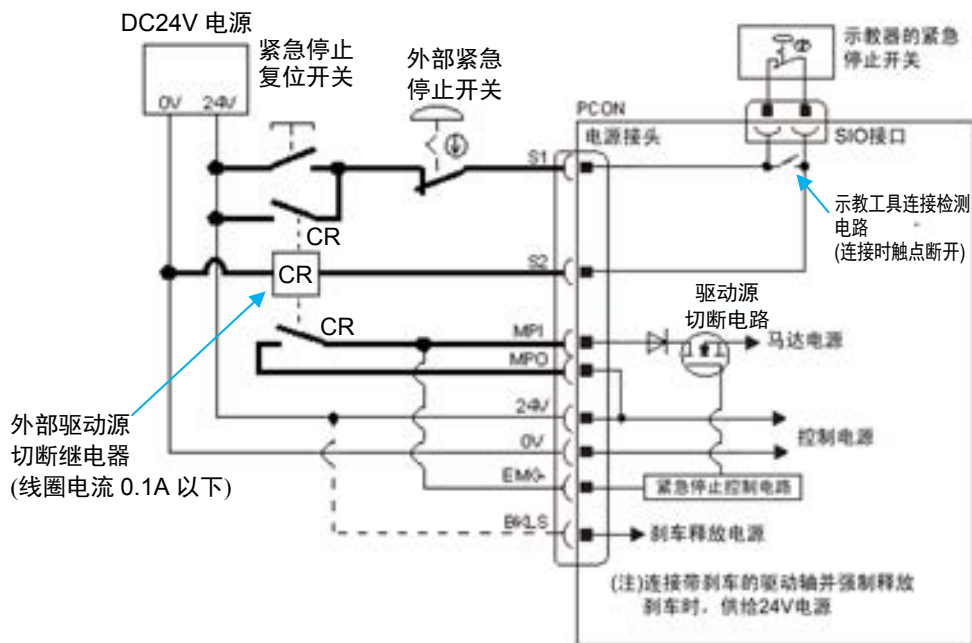 DC24V 电源
紧急停止
复位开关
外部紧急
停止开关
示教器的紧急
停止开关
0V 24V
PCON
电源接头
SIO接口
S1
示教工具连接检测
电路
(连接时触点断开)
CR
S2
CR
驱动源
切断电路
CR
MPI
马达电源
MPO
外部驱动源
切断继电器
(线圈电流 0.1A 以下)
24V
控制电源
0V
EMG-
紧急停止控制电路
BKLS
刹车释放电源
(注)连接带刹车的驱动轴并强制释放
刹车时，供给24V电源